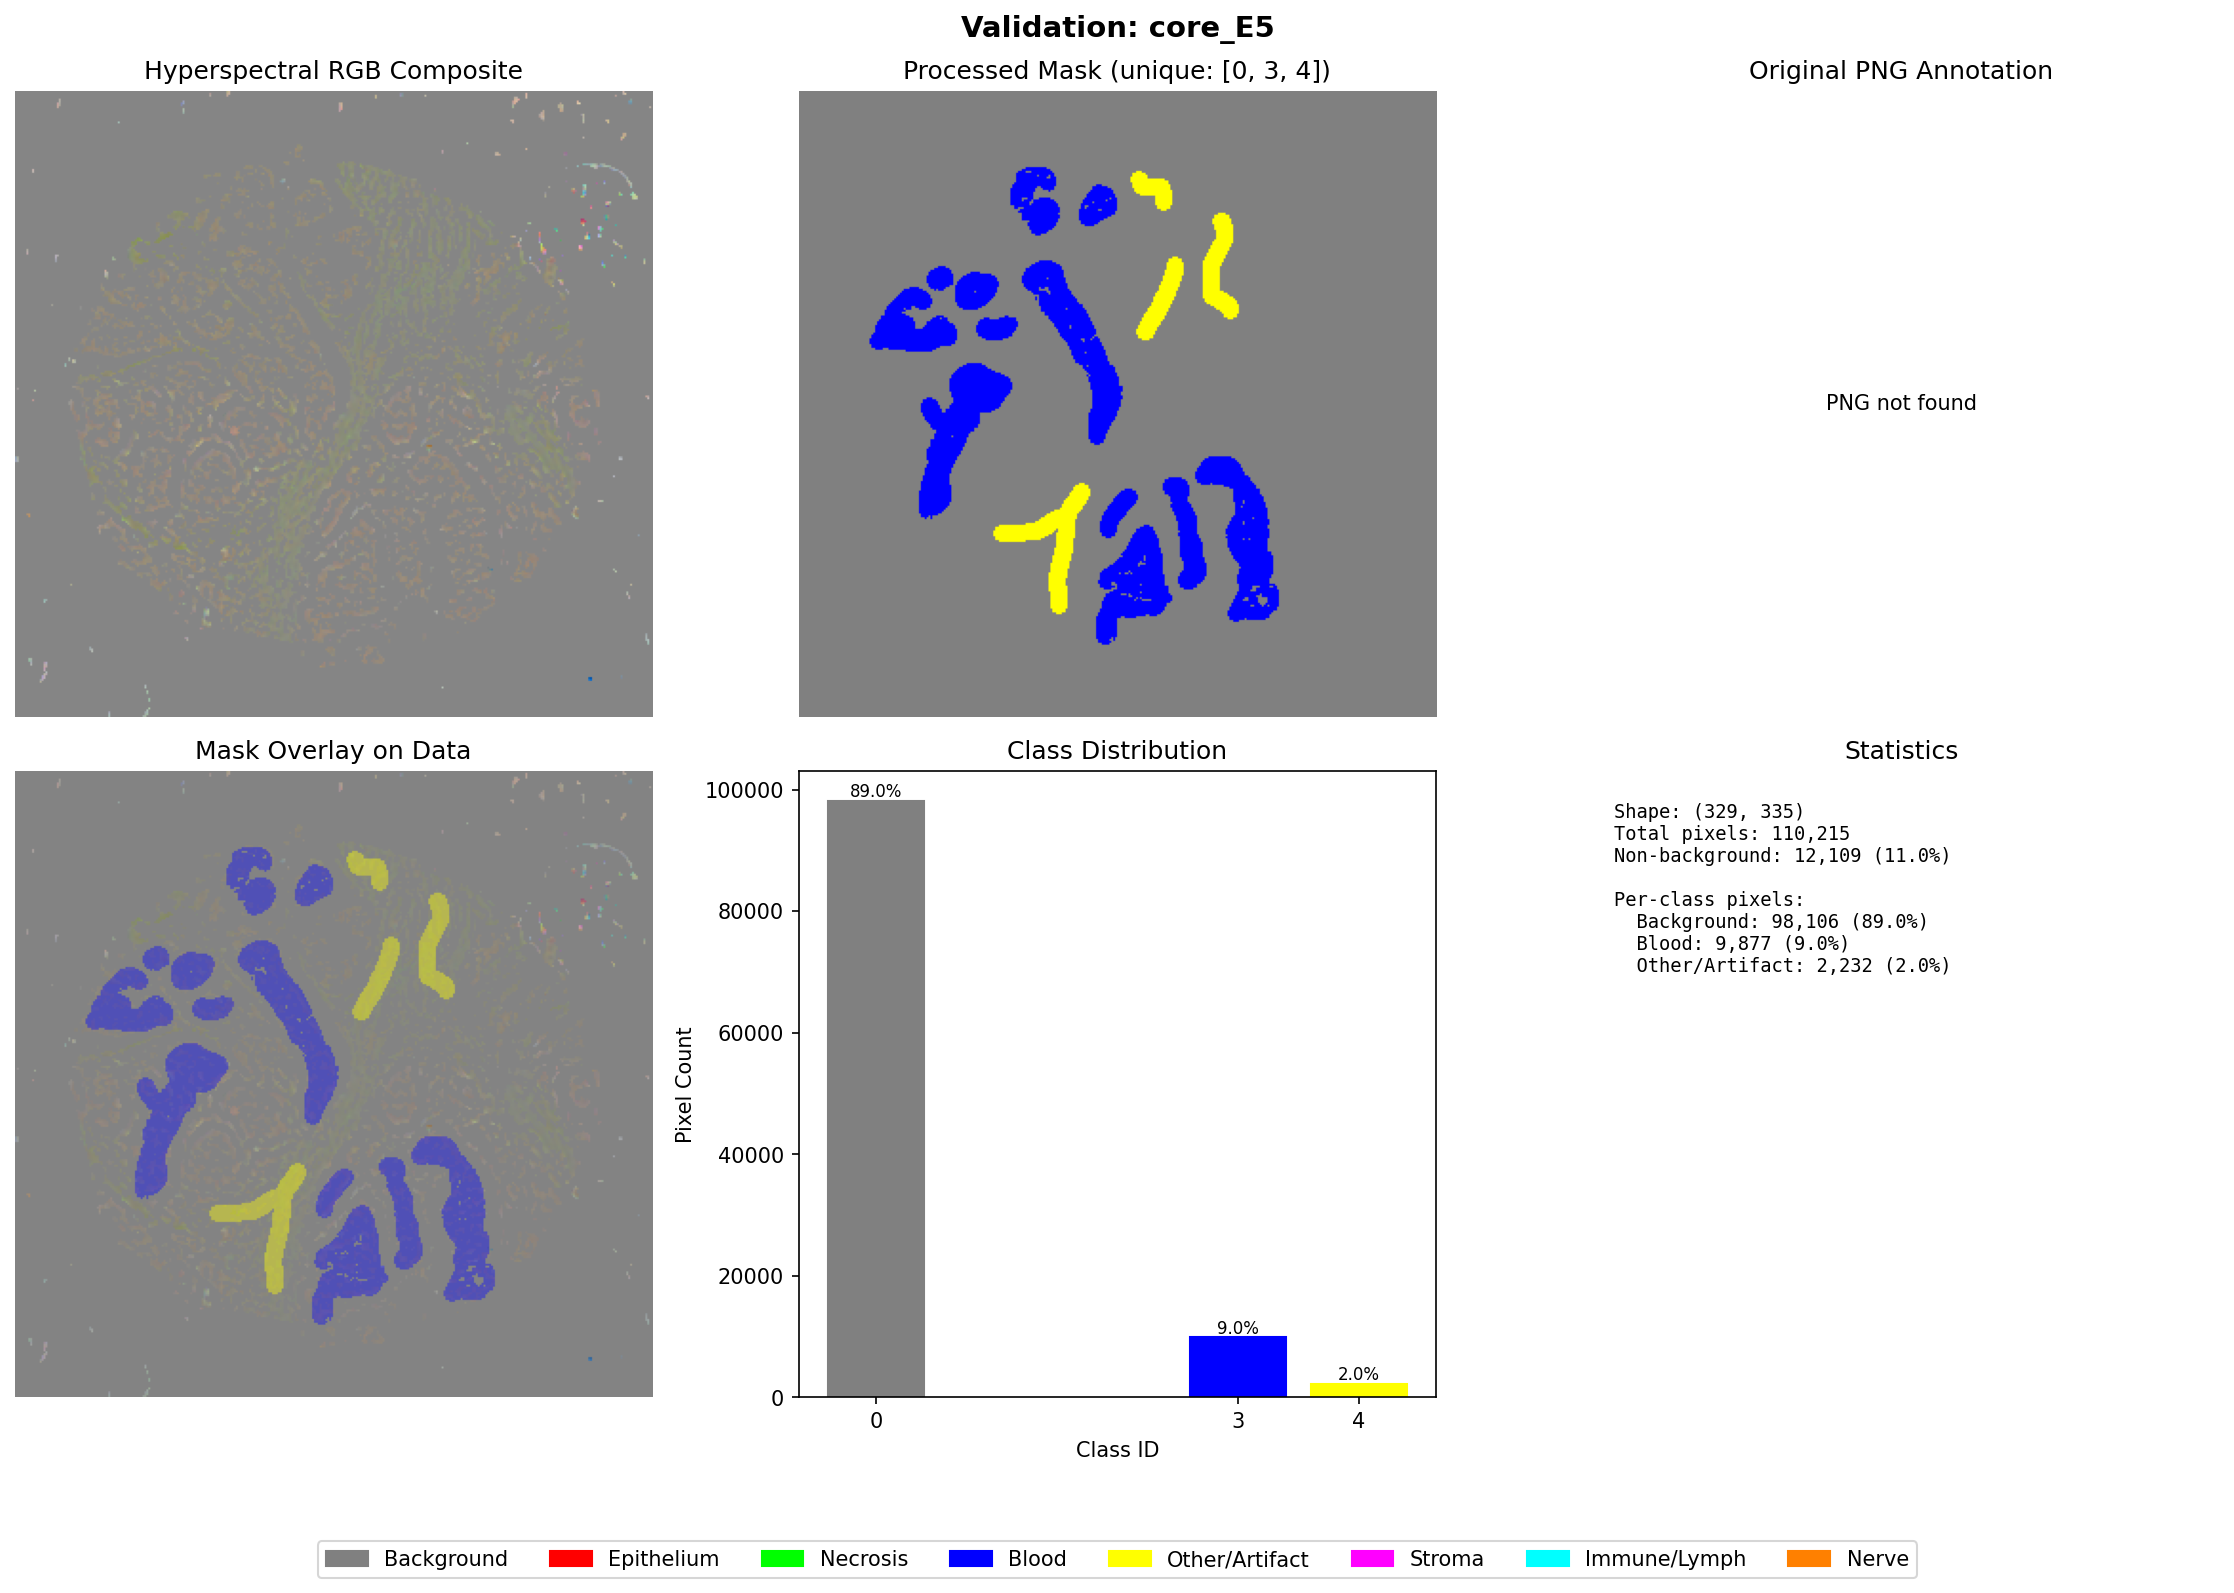 Validation: core_E5
Hyperspectral RGB Composite
Processed Mask (unique: [0, 3, 4])
Original PNG Annotation
PNG not found
Mask Overlay on Data
Class Distribution
Statistics
100000
80000
60000
40000
20000
0
Pixel Count
89.0%
9.0%
2.0%
0
3
4
Class ID
Shape: (329, 335)
Total pixels: 110,215
Non-background: 12,109 (11.0%)
Per-class pixels:
Background: 98,106 (89.0%)
Blood: 9,877 (9.0%)
Other/Artifact: 2,232 (2.0%)
Background
Epithelium
Necrosis
Blood
Other/Artifact
Stroma
Immune/Lymph
Nerve